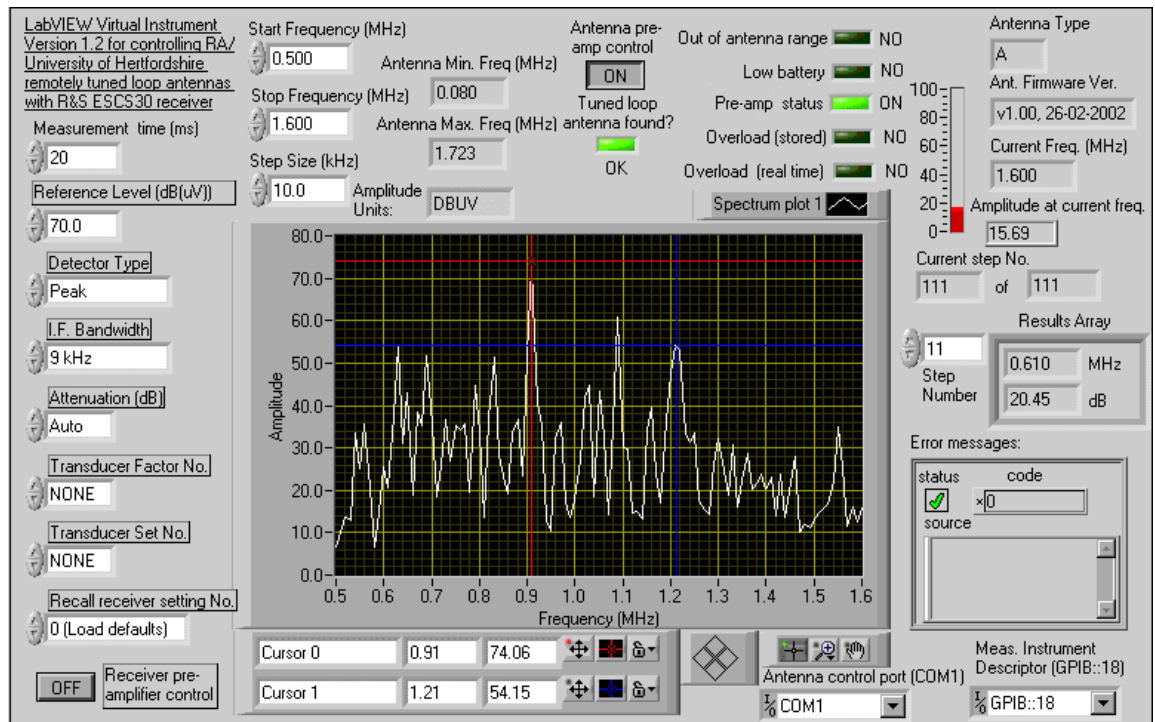 LabVIEW Virtual Instrument
Version 1.2 for controlling RA/
University of Hertfordshire
remotely tuned loop antennas
with R&S ESCS30 receiver
Measurement time (ms)
20
Reference Level (dB(uV))
70.0
Detector Type
Peak
I.F. Bandwidth
9 kHz
Attenuation (dB)
Auto
Transducer Factor No.
NONE
Transducer Set No.
NONE
Recall receiver setting No.
0 (Load defaults)
OFF
Receiver pre-
amplifier control
Start Frequency (MHz)
0.500
Stop Frequency (MHz)
1.600
Step Size (kHz)
10.0
Antenna Min. Freq (MHz)
0.080
Antenna Max. Freq (MHz)
1.723
Amplitude
Units:
DBUV
Antenna pre-
amp control
ON
Tuned loop
antenna found?
OK
Out of antenna range
NO
Low battery
NO
Pre-amp status
ON
Overload (stored)
NO
Overload (real time)
NO
Spectrum plot 1
100
80
60
40
20
0
Antenna Type
A
Ant. Firmware Ver.
v1.00, 26-02-2002
Current Freq. (MHz)
1.600
Amplitude at current freq.
15.69
Current step No.
111 of 111
Results Array
11
Step
Number
0.610 MHz
20.45 dB
Error messages:
status
code
×0
source
Amplitude
80.0
70.0
60.0
50.0
40.0
30.0
20.0
10.0
0.0
0.5 0.6 0.7 0.8 0.9 1.0 1.1 1.2 1.3 1.4 1.5 1.6
Frequency (MHz)
Cursor 0 0.91 74.06
Cursor 1 1.21 54.15
Antenna control port (COM1)
I/0 COM1
Meas. Instrument
Descriptor (GPIB::18)
I/0 GPIB::18